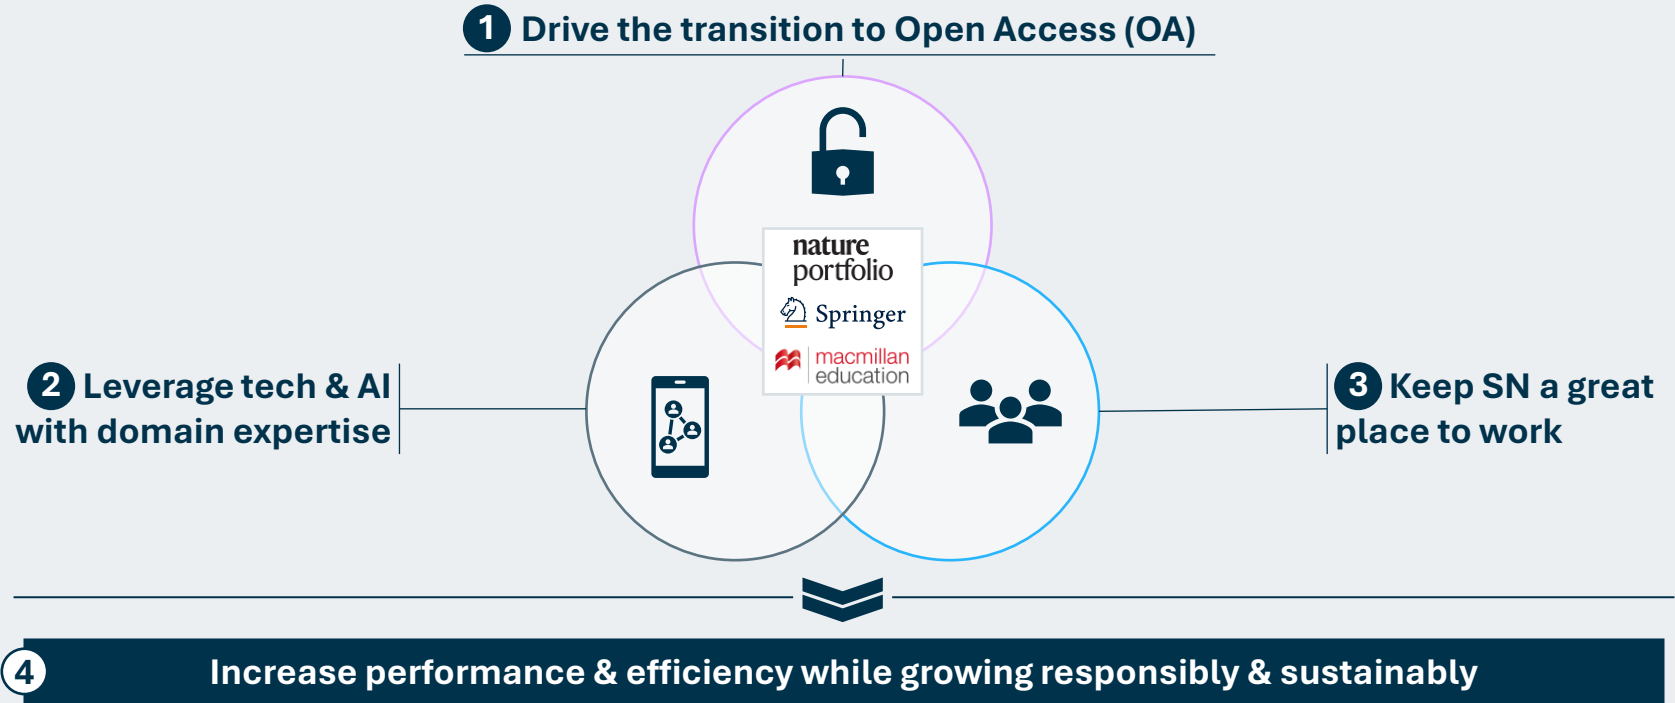 1 Drive the transition to Open Access (OA)
nature
portfolio
Springer
macmillan
education
2 Leverage tech & AI
with domain expertise
3 Keep SN a great
place to work
4 Increase performance & efficiency while growing responsibly & sustainably